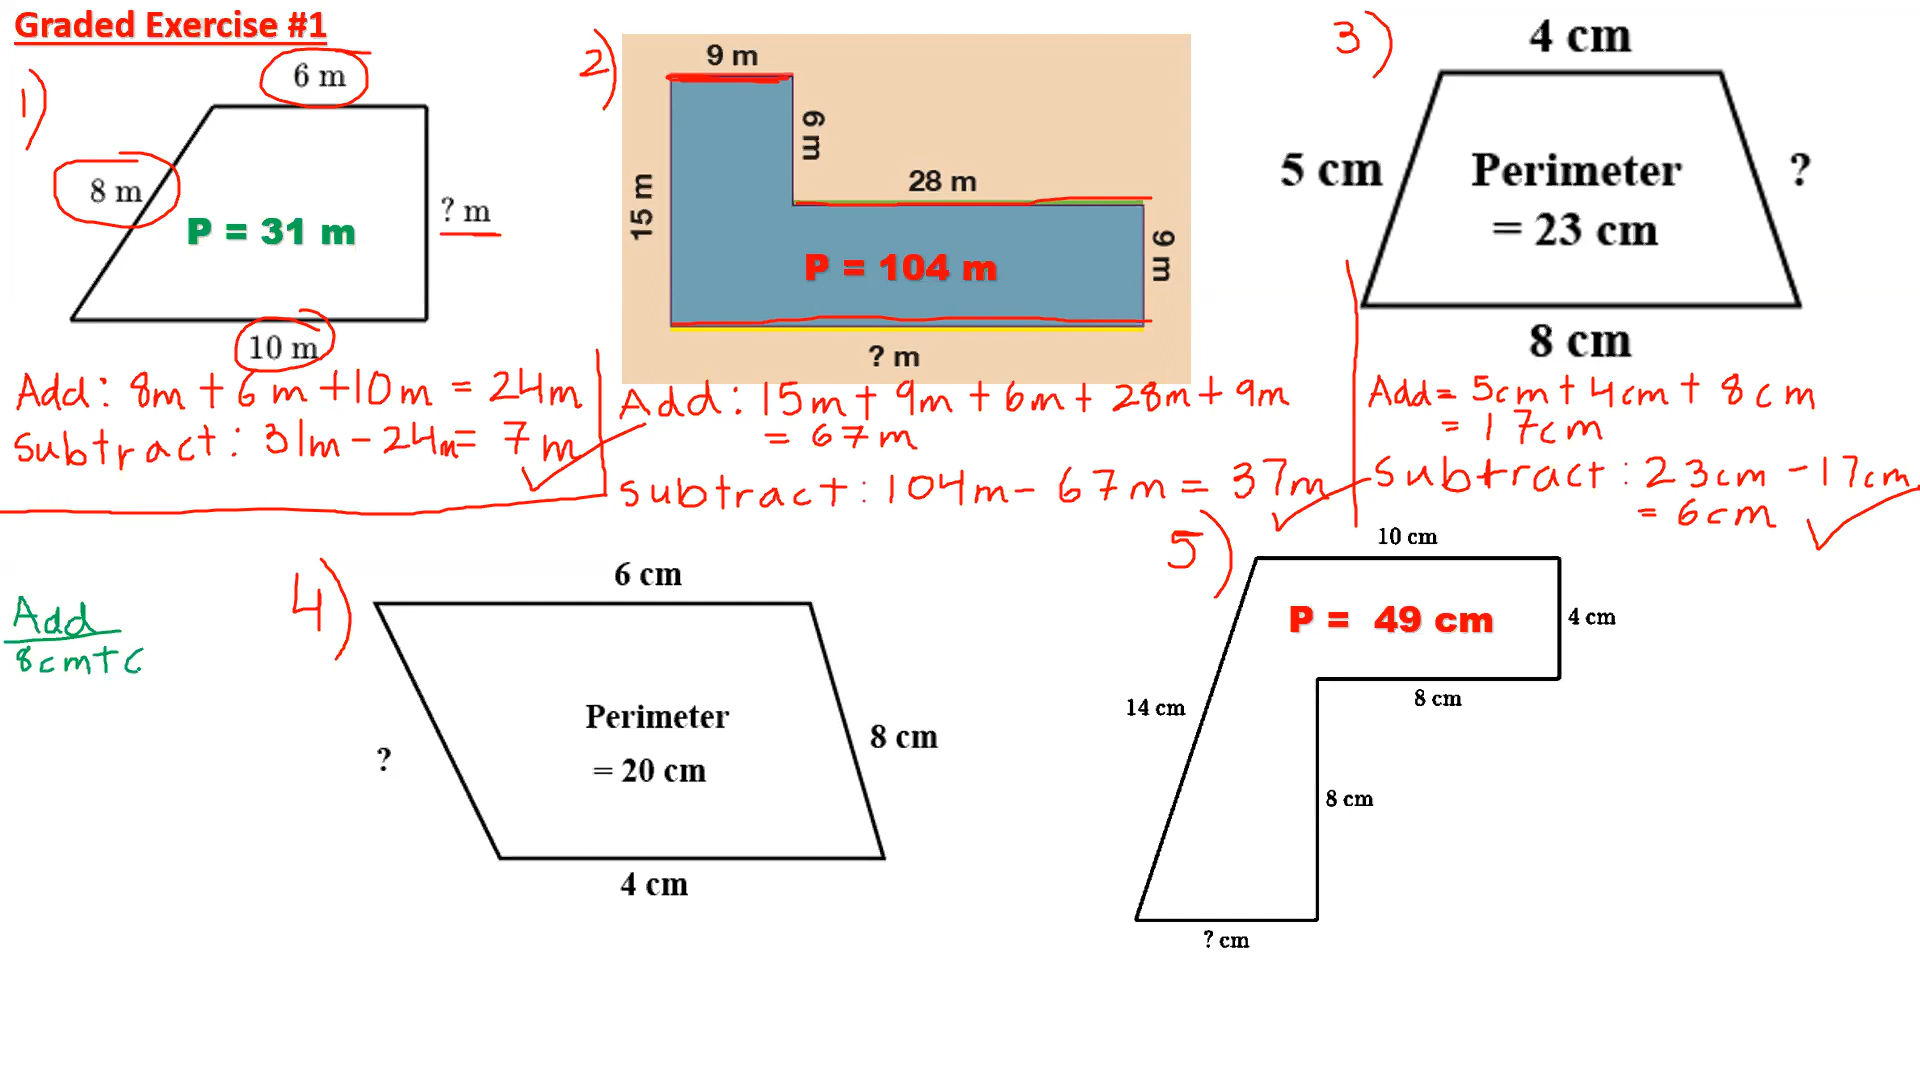 Graded Exercise #1
1)
6 m
8 m
P = 31 m
? m
10 m
Add: 8m + 6m + 10m = 24m
Subtract: 31m - 24m = 7m
2)
9 m
6 m
28 m
15 m
P = 104 m
9 m
? m
Add: 15m + 9m + 6m + 28m + 9m
= 67m
Subtract: 104m - 67m = 37m
3)
4 cm
5 cm
Perimeter
= 23 cm
?
8 cm
Add = 5cm + 4cm + 8cm
= 17cm
Subtract: 23cm - 17cm
= 6cm
Add
8cm + c
4)
6 cm
Perimeter
= 20 cm
?
8 cm
4 cm
5)
10 cm
P = 49 cm
4 cm
8 cm
14 cm
8 cm
? cm